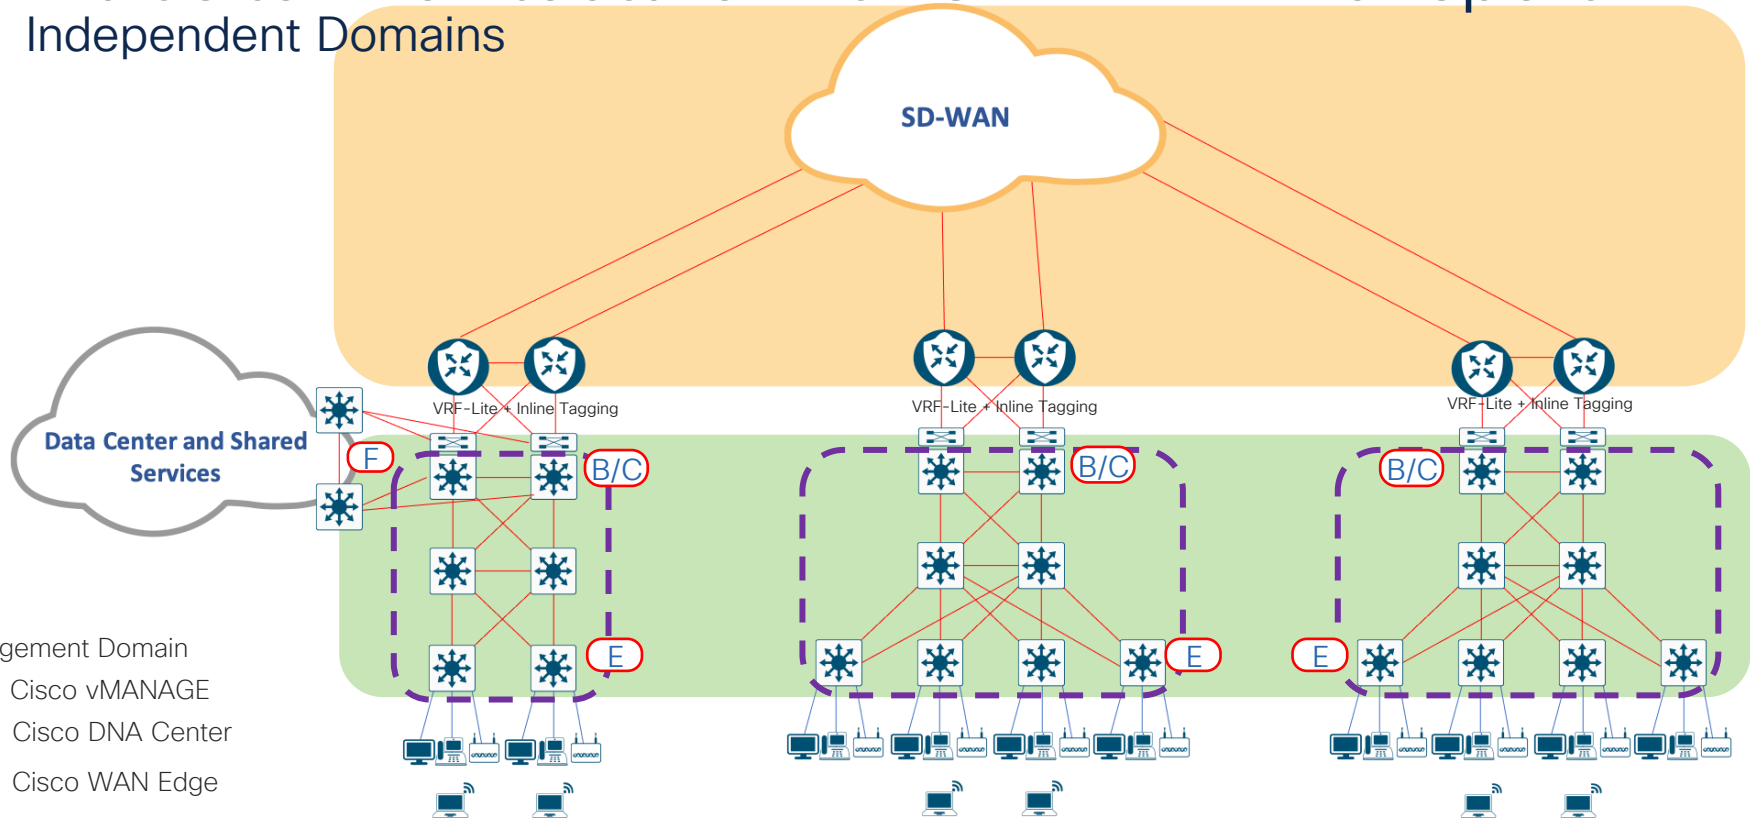 Independent Domains
SD-WAN
VRF-Lite + Inline Tagging
VRF-Lite + Inline Tagging
VRF-Lite + Inline Tagging
Data Center and Shared
Services
F
B/C
B/C
B/C
E
E
E
gement Domain
Cisco vMANAGE
Cisco DNA Center
Cisco WAN Edge